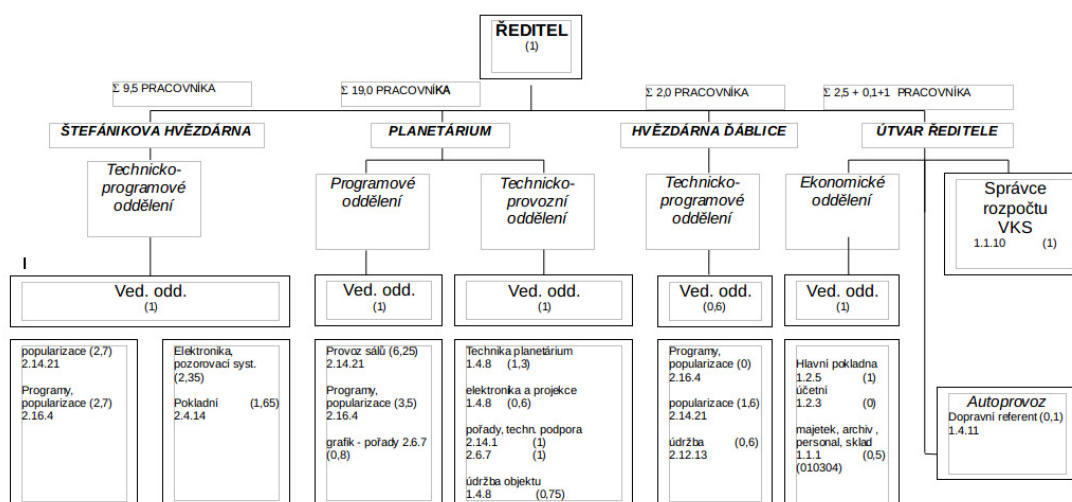 ŘEDITEL
(1)
Σ 9,5 PRACOVNÍKA
Σ 19,0 PRACOVNÍKA
Σ 2,0 PRACOVNÍKA
Σ 2,5 + 0,1+1 PRACOVNÍKA
ŠTEFÁNIKOVA HVĚZDÁRNA
PLANETÁRIUM
HVĚZDÁRNA ĎÁBLICE
ÚTVAR ŘEDITELE
Technicko-
programové
oddělení
Programové
oddělení
Technicko-
provozní
oddělení
Technicko-
programové
oddělení
Ekonomické
oddělení
Správce
rozpočtu
VKS
1.1.10 (1)
I
Ved. odd.
(1)
Ved. odd.
(1)
Ved. odd.
(1)
Ved. odd.
(0,6)
Ved. odd.
(1)
popularizace (2,7)
2.14.21
Programy,
popularizace (2,7)
2.16.4
Elektronika,
pozorovací syst.
(2,35)
Pokladní (1,65)
2.4.14
Provoz sálů (6,25)
2.14.21
Programy,
popularizace (3,5)
2.16.4
grafik - pořady 2.6.7
(0,8)
Technika planetárium
1.4.8 (1,3)
elektronika a projekce
1.4.8 (0,6)
pořady, techn. podpora
2.14.1 (1)
2.6.7 (1)
údržba objektu
1.4.8 (0,75)
Programy,
popularizace (0)
2.16.4
popularizace (1,6)
2.14.21
údržba (0,6)
2.12.13
Hlavní pokladna
1.2.5 (1)
účetní
1.2.3 (0)
majetek, archiv ,
personal, sklad
1.1.1 (0,5)
(010304)
Autoprovoz
Dopravní referent (0,1)
1.4.11